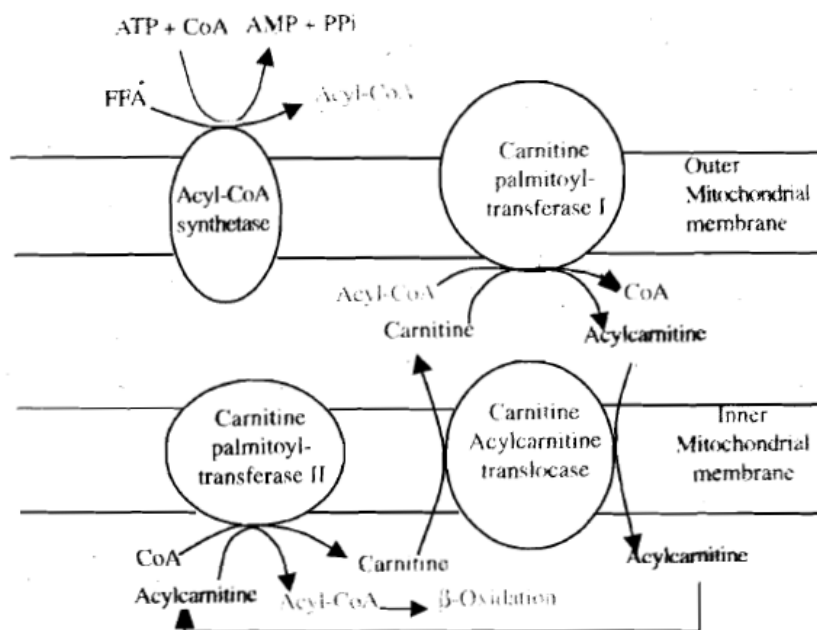 ATP + CoA AMP + PPi
FFA Acyl-CoA
Acyl-CoA
synthetase
Carnitine
palmitoyl-
transferase I
Outer
Mitochondrial
membrane
Acyl-CoA
Carnitine
CoA
Acylcarnitine
Carnitine
palmitoyl-
transferase II
Carnitine
Acylcarnitine
translocase
Inner
Mitochondrial
membrane
CoA
Acylcarnitine
Carnitine
Acyl-CoA β-Oxidation
Acylcarnitine